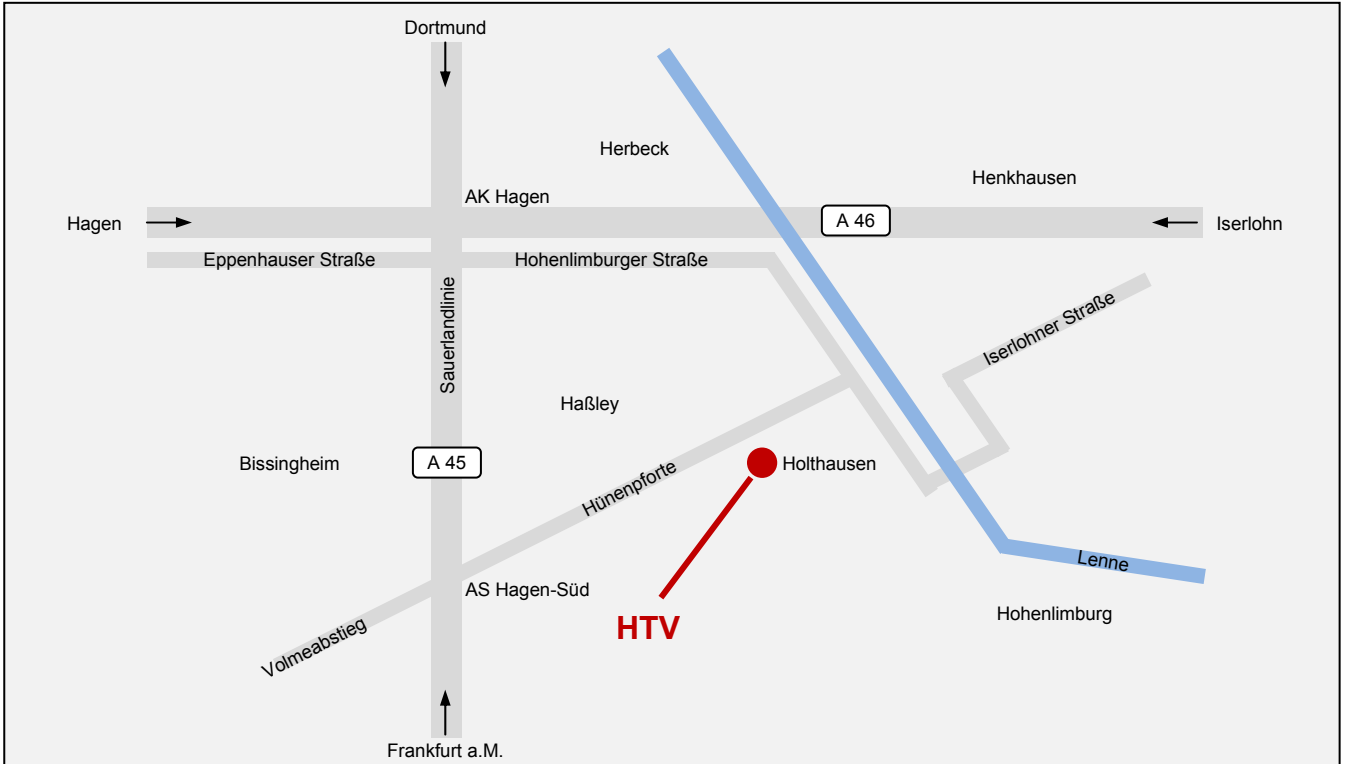 Dortmund
Herbeck
Henkhausen
AK Hagen
Hagen
A 46
Iserlohn
Eppenhauser Straße
Hohenlimburger Straße
Sauerlandlinie
Iserlohner Straße
Haßley
Bissingheim
A 45
Hünenpforte
Holthausen
Lenne
AS Hagen-Süd
HTV
Hohenlimburg
Volmeabstieg
Frankfurt a.M.